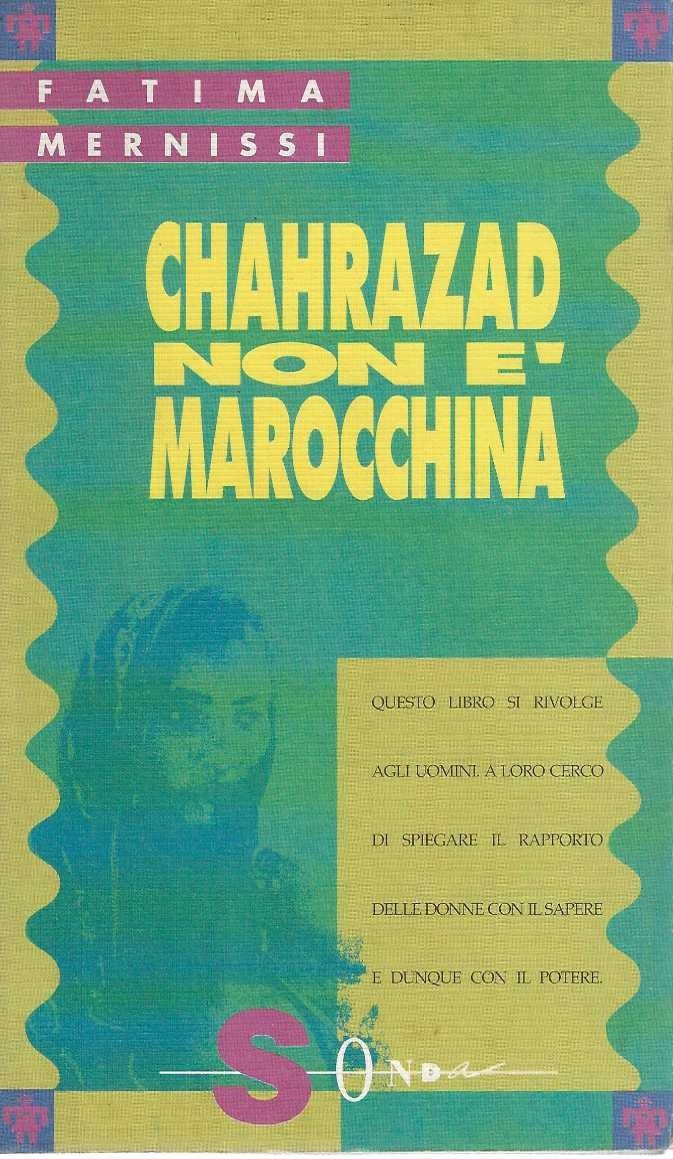 FATIMA
MERNISSI
CHAHRAZAD
NON E'
MAROCCHINA
QUESTO LIBRO SI RIVOLGE
AGLI UOMINI. A LORO CERCO
DI SPIEGARE IL RAPPORTO
DELLE DONNE CON IL SAPERE
E DUNQUE CON IL POTERE.
SONDA